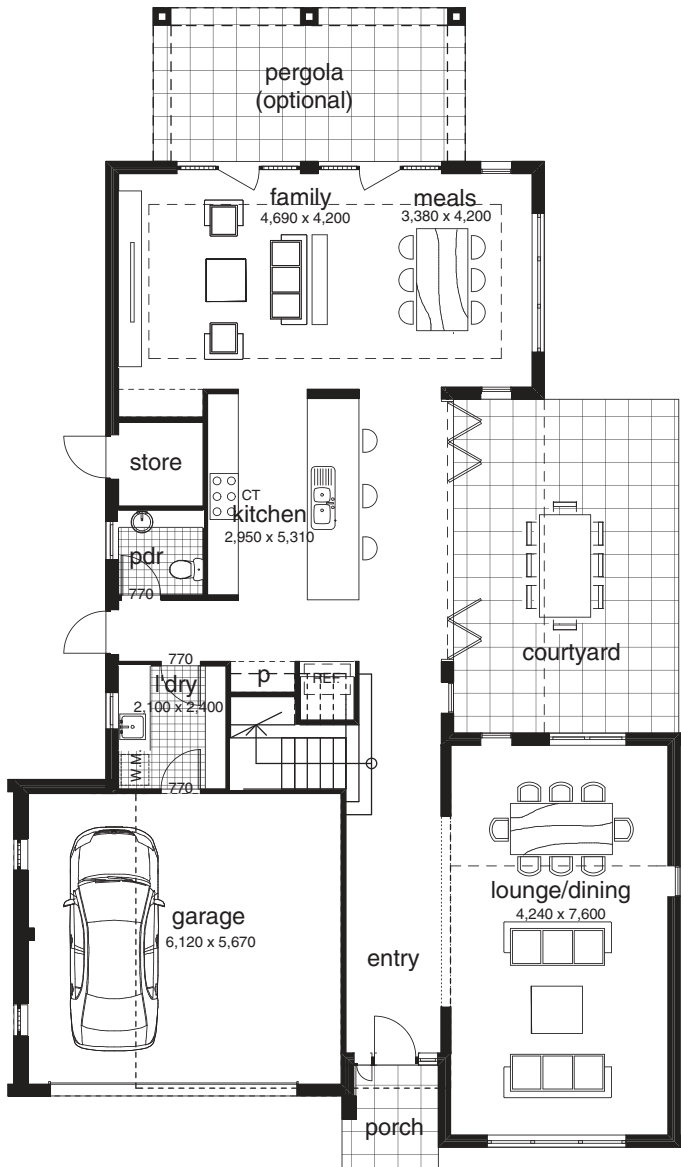 pergola
(optional)
family
4,690 x 4,200
meals
3,380 x 4,200
store
CT
kitchen
2,950 x 5,310
pdr
770
courtyard
770
p
REF.
l'dry
2,100 x 2,400
W.M.
770
lounge/dining
4,240 x 7,600
garage
6,120 x 5,670
entry
porch